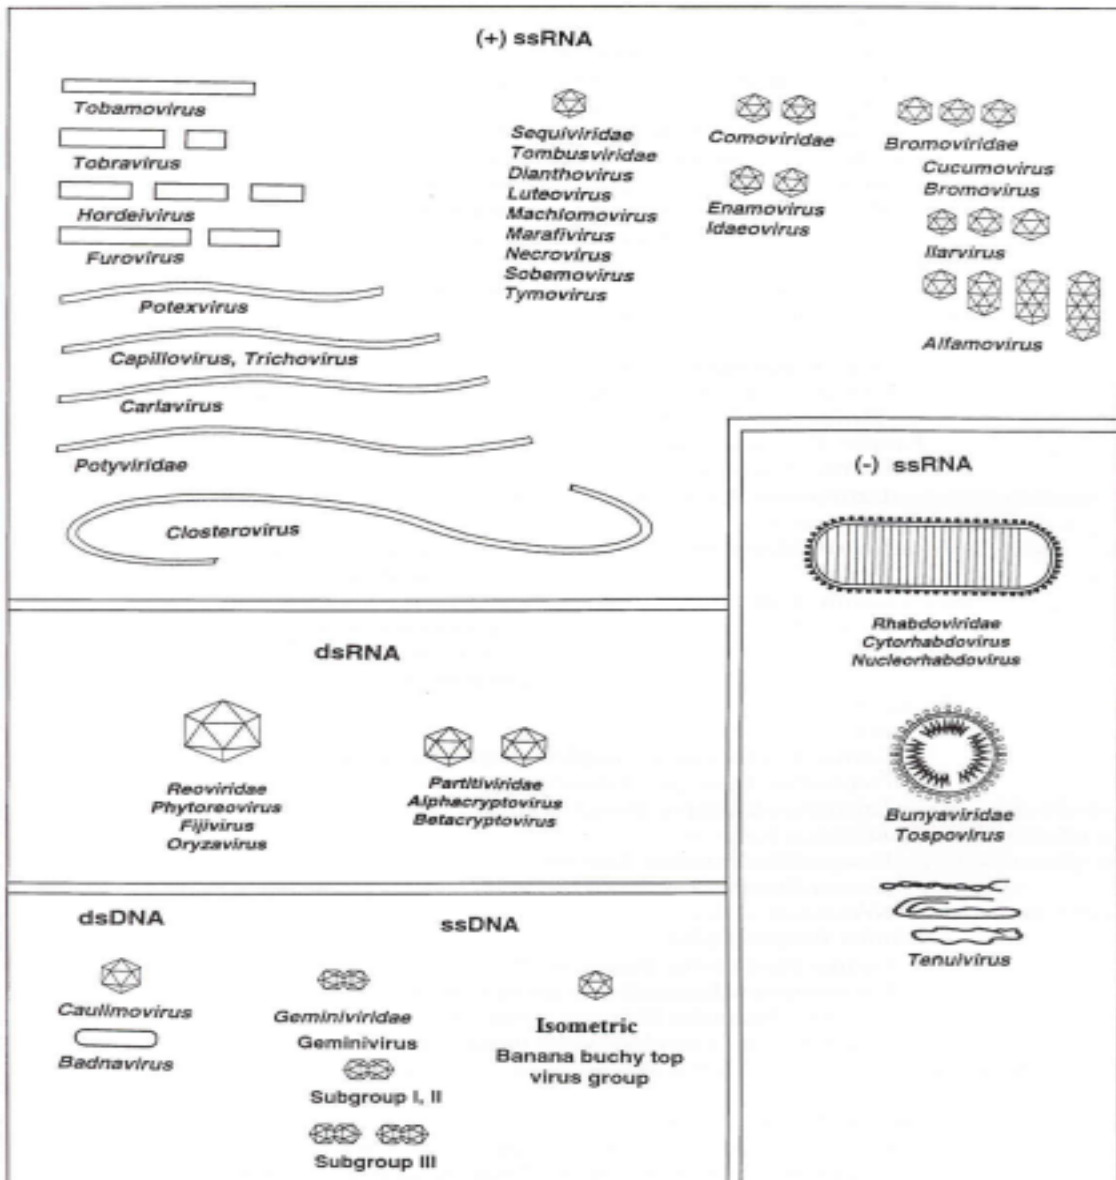 (+) ssRNA
Tobamovirus
Tobravirus
Hordeivirus
Furovirus
Potexvirus
Capillovirus, Trichovirus
Carlavirus
Potyviridae
Closterovirus
Sequiviridae
Tombusviridae
Dianthovirus
Luteovirus
Machlomovirus
Marafivirus
Necrovirus
Sobemovirus
Tymovirus
Comoviridae
Enamovirus
Idaeovirus
Bromoviridae
Cucumovirus
Bromovirus
Ilarvirus
Alfamovirus
(-) ssRNA
Rhabdoviridae
Cytorhabdovirus
Nucleorhabdovirus
Bunyaviridae
Tospovirus
Tenuivirus
dsRNA
Reoviridae
Phytoreovirus
Fijivirus
Oryzavirus
Partitiviridae
Alphacryptovirus
Betacryptovirus
dsDNA
Caulimovirus
Badnavirus
ssDNA
Geminiviridae
Geminivirus
Subgroup I, II
Subgroup III
Isometric
Banana buchy top
virus group